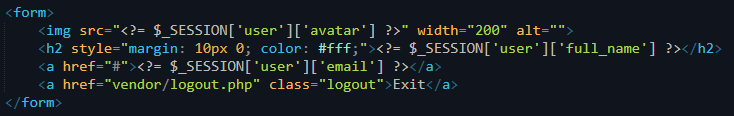 <form>
<img src="<?= $_SESSION['user']['avatar'] ?>" width="200" alt="">
<h2 style="margin: 10px 0; color: #fff;"><?= $_SESSION['user']['full_name'] ?></h2>
<a href="#"><?= $_SESSION['user']['email'] ?></a>
<a href="vendor/logout.php" class="logout">Exit</a>
</form>